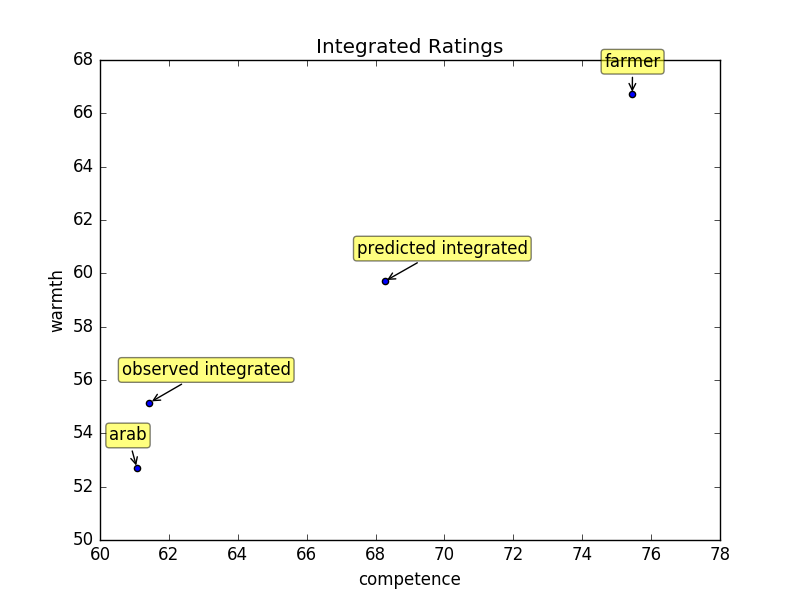 Integrated Ratings
68
farmer
66
64
62
predicted integrated
60
warmth
58
observed integrated
56
arab
54
52
50
60 62 64 66 68 70 72 74 76 78
competence